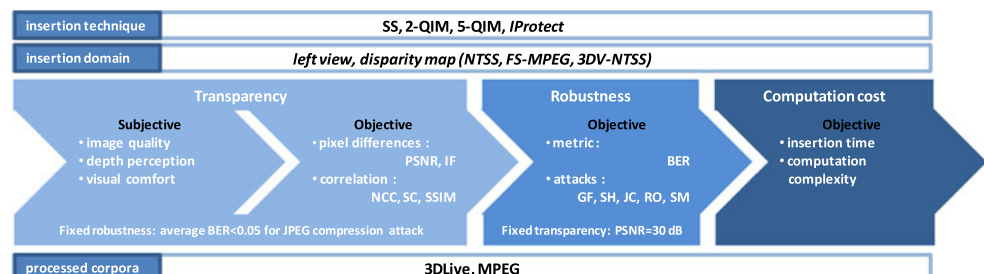 insertion technique SS, 2-QIM, 5-QIM, IProtect
insertion domain left view, disparity map (NTSS, FS-MPEG, 3DV-NTSS)
Transparency
Subjective
• image quality
• depth perception
• visual comfort
Objective
• pixel differences :
PSNR, IF
• correlation :
NCC, SC, SSIM
Fixed robustness: average BER<0.05 for JPEG compression attack
Robustness
Objective
• metric :
BER
• attacks :
GF, SH, JC, RO, SM
Fixed transparency: PSNR=30 dB
Computation cost
Objective
• insertion time
• computation
complexity
processed corpora 3DLive, MPEG